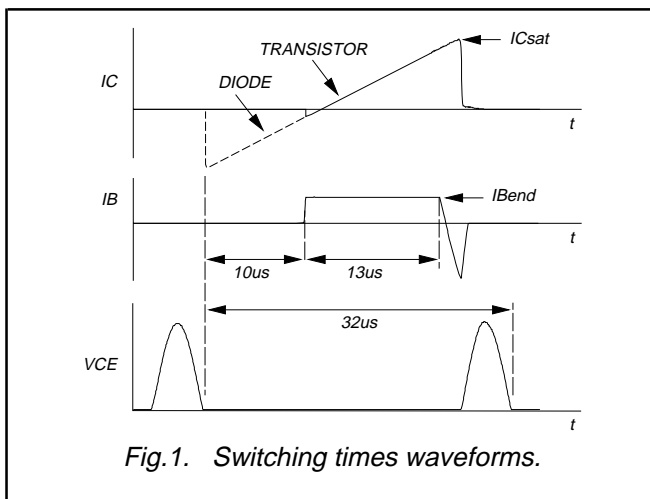 ICsat
TRANSISTOR
IC
DIODE
t
IB
IBend
t
10us
13us
32us
VCE
t
Fig.1. Switching times waveforms.